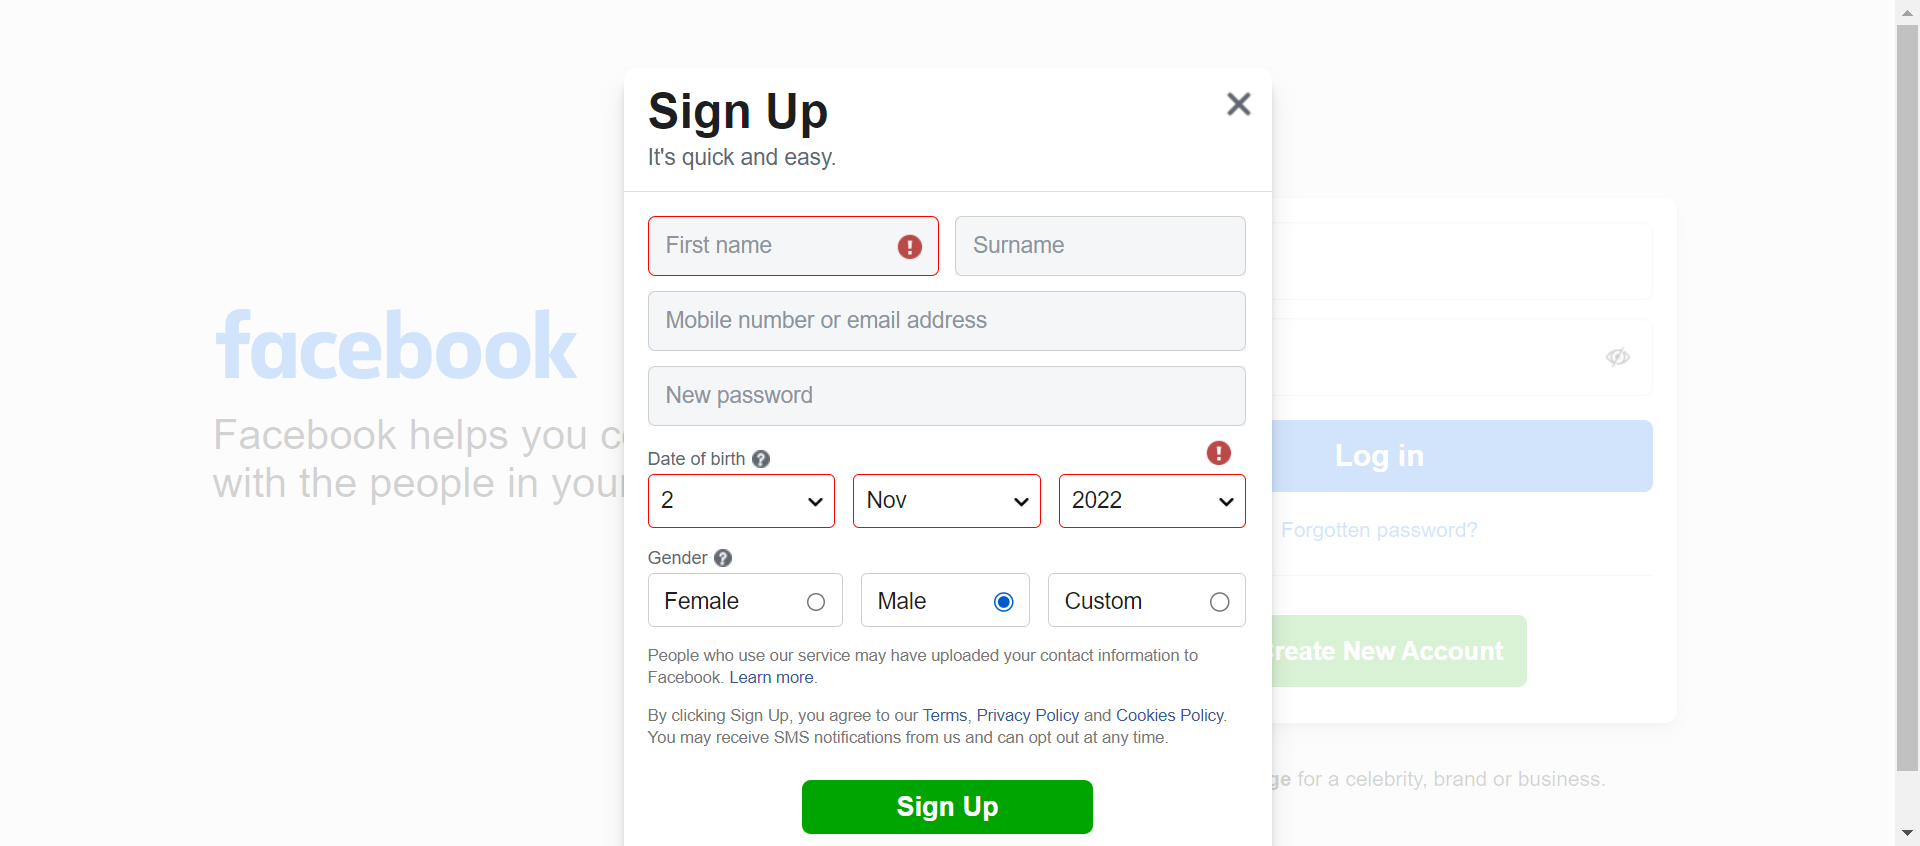 Sign Up
It's quick and easy.
First name
Surname
Mobile number or email address
New password
Date of birth
2
Nov
2022
Gender
Female
Male
Custom
People who use our service may have uploaded your contact information to
Facebook. Learn more.
By clicking Sign Up, you agree to our Terms, Privacy Policy and Cookies Policy.
You may receive SMS notifications from us and can opt out at any time.
Sign Up
facebook
Facebook helps you
with the people in your
Log in
Forgotten password?
reate New Account
ge for a celebrity, brand or business.